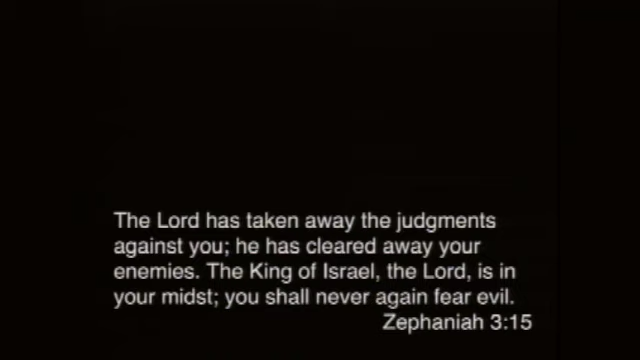 The Lord has taken away the judgments
against you; he has cleared away your
enemies. The King of Israel, the Lord, is in
your midst; you shall never again fear evil.
Zephaniah 3:15